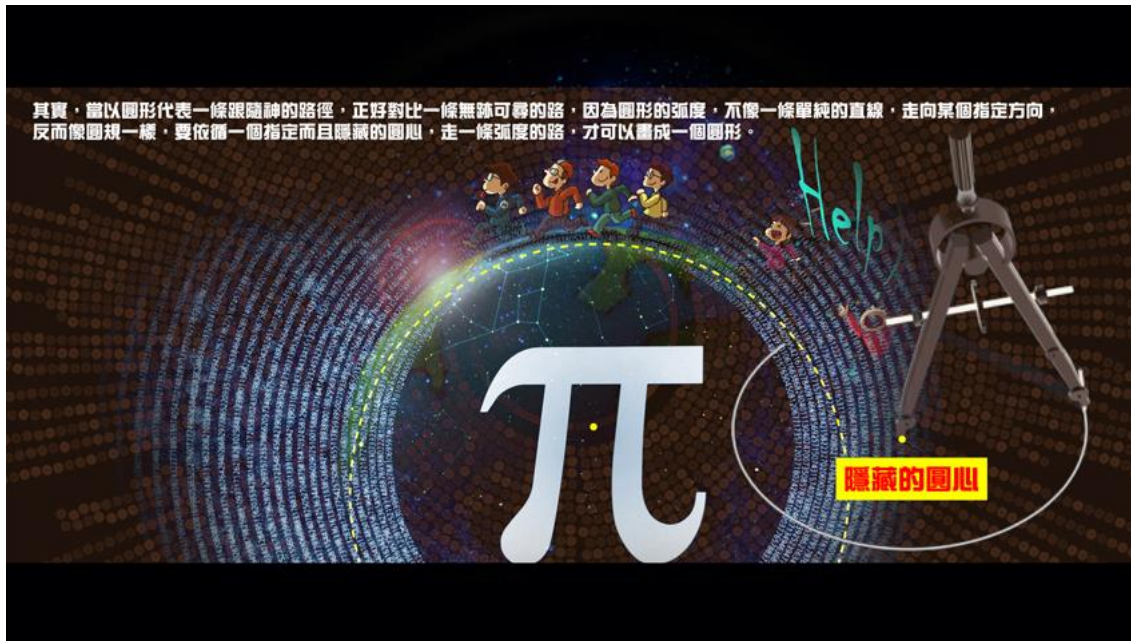 其實，當以圓形代表一條跟隨神的路徑，正好對比一條無跡可尋的路，因為圓形的弧度，不像一條單純的直線，走向某個指定方向，
反而像圓規一樣，要依循一個指定而且隱藏的圓心，走一條弧度的路，才可以畫成一個圓形。
Help
π
隱藏的圓心